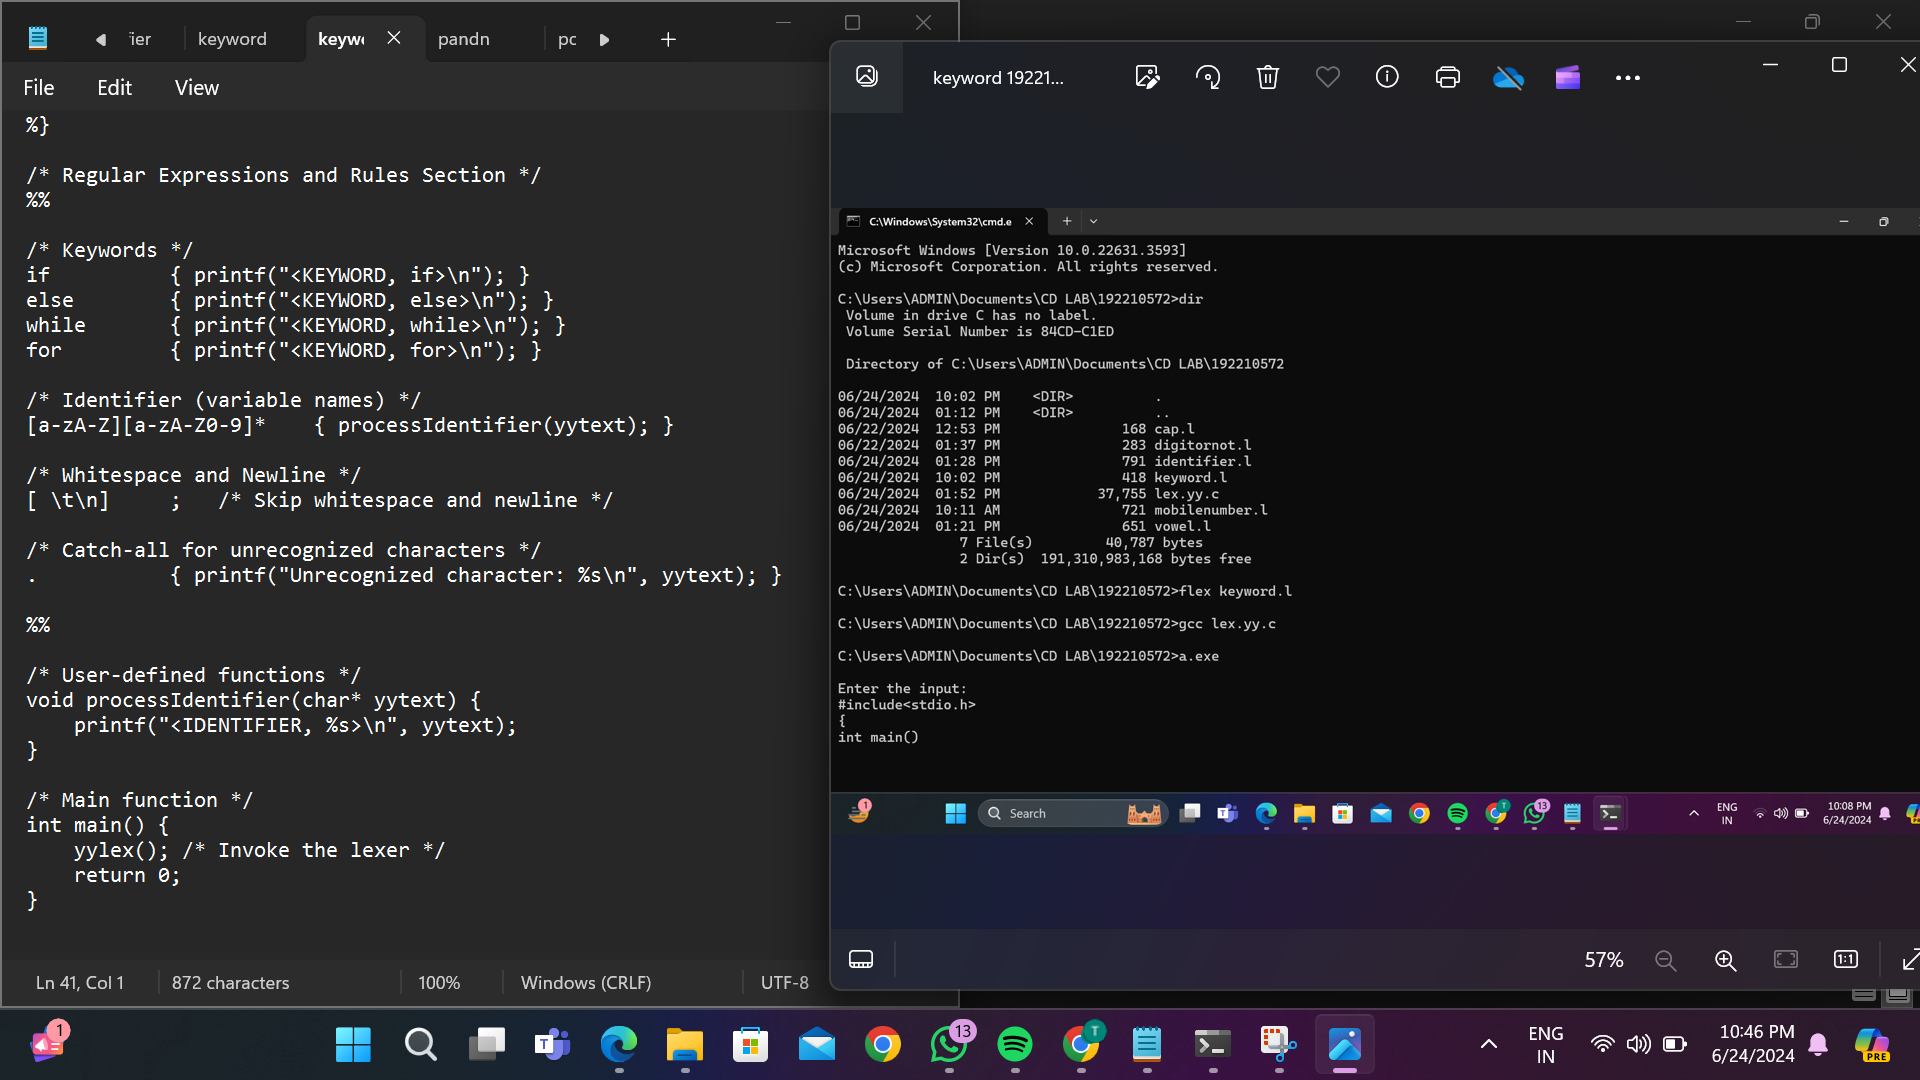 ier
keyword
keyw
pandn
pc
File
Edit
View
%}
/* Regular Expressions and Rules Section */
%%
/* Keywords */
if { printf("<KEYWORD, if>\n"); }
else { printf("<KEYWORD, else>\n"); }
while { printf("<KEYWORD, while>\n"); }
for { printf("<KEYWORD, for>\n"); }
/* Identifier (variable names) */
[a-zA-Z][a-zA-Z0-9]* { processIdentifier(yytext); }
/* Whitespace and Newline */
[ \t\n] ; /* Skip whitespace and newline */
/* Catch-all for unrecognized characters */
. { printf("Unrecognized character: %s\n", yytext); }
%%
/* User-defined functions */
void processIdentifier(char* yytext) {
printf("<IDENTIFIER, %s>\n", yytext);
}
/* Main function */
int main() {
yylex(); /* Invoke the lexer */
return 0;
}
Ln 41, Col 1
872 characters
100%
Windows (CRLF)
UTF-8
keyword 19221...
C:\Windows\System32\cmd.e
Microsoft Windows [Version 10.0.22631.3593]
(c) Microsoft Corporation. All rights reserved.
C:\Users\ADMIN\Documents\CD LAB\192210572>dir
Volume in drive C has no label.
Volume Serial Number is 84CD-C1ED
Directory of C:\Users\ADMIN\Documents\CD LAB\192210572
06/24/2024 10:02 PM <DIR> .
06/24/2024 01:12 PM <DIR> ..
06/22/2024 12:53 PM 168 cap.l
06/22/2024 01:37 PM 283 digitornot.l
06/24/2024 01:28 PM 791 identifier.l
06/24/2024 10:02 PM 418 keyword.l
06/24/2024 01:52 PM 37,755 lex.yy.c
06/24/2024 10:11 AM 721 mobilenumber.l
06/24/2024 01:21 PM 651 vowel.l
7 File(s) 40,787 bytes
2 Dir(s) 191,310,983,168 bytes free
C:\Users\ADMIN\Documents\CD LAB\192210572>flex keyword.l
C:\Users\ADMIN\Documents\CD LAB\192210572>gcc lex.yy.c
C:\Users\ADMIN\Documents\CD LAB\192210572>a.exe
Enter the input:
#include<stdio.h>
{
int main()
1
Search
T
13
ENG
IN
10:08 PM
6/24/2024
57%
1:1
1
T
13
T
ENG
IN
10:46 PM
6/24/2024
PRE